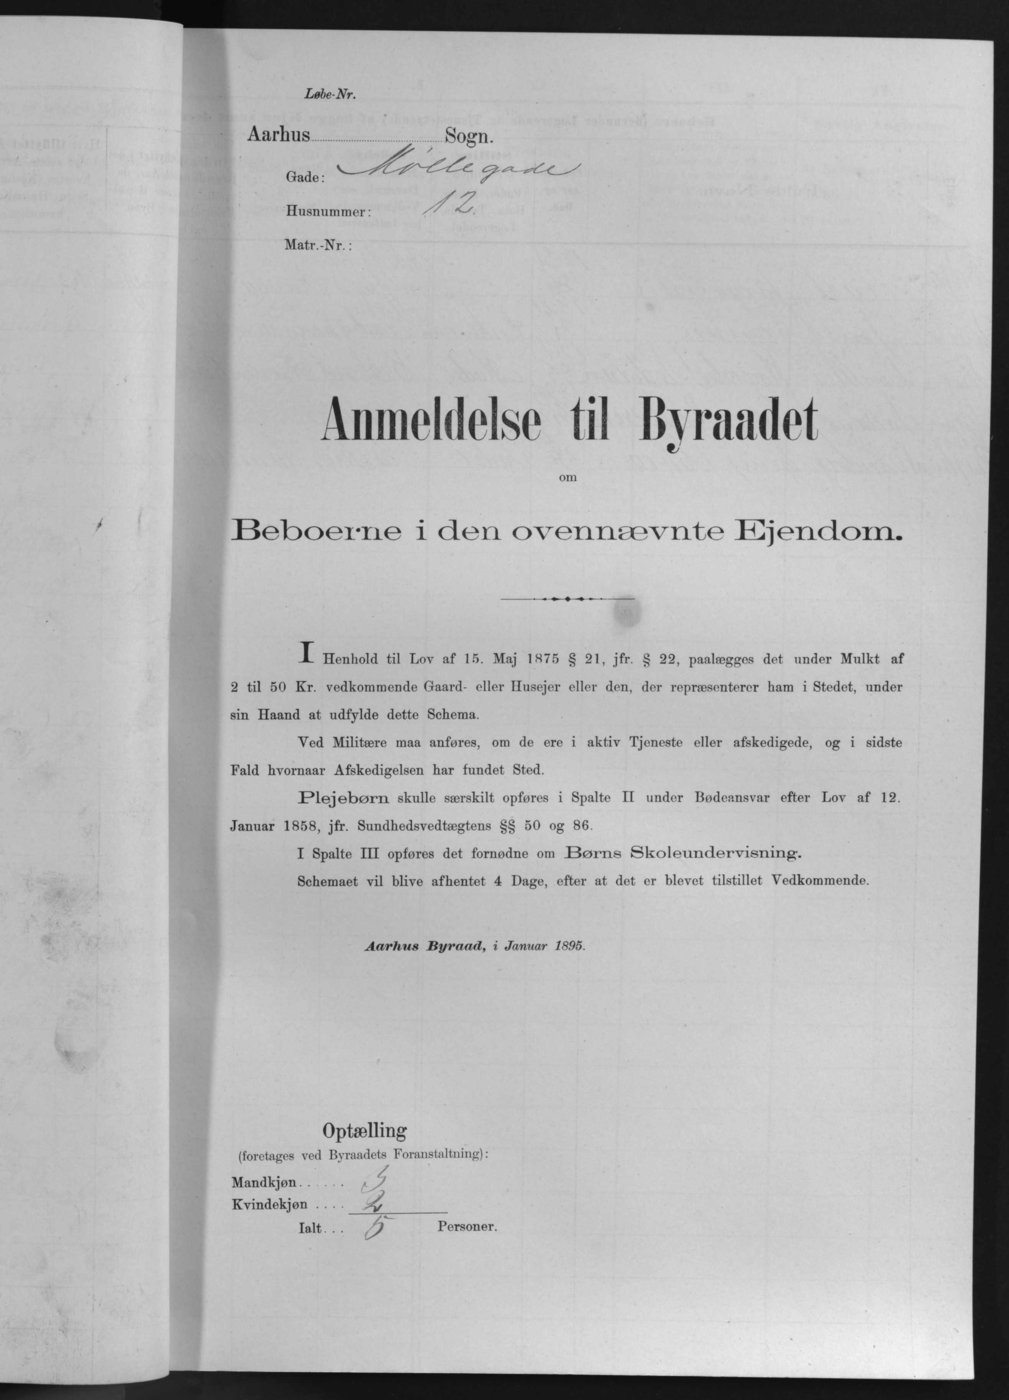 Løbe-Nr.
Aarhus Sogn.
Gade: Møllegade
Husnummer: 12.
Matr.-Nr.:
Anmeldelse til Byraadet
om
Beboerne i den ovennævnte Ejendom.
I Henhold til Lov af 15. Maj 1875 § 21, jfr. § 22, paalægges det under Mulkt af
2 til 50 Kr. vedkommende Gaard- eller Husejer eller den, der repræsenterer ham i Stedet, under
sin Haand at udfylde dette Schema.
Ved Militære maa anføres, om de ere i aktiv Tjeneste eller afskedigede, og i sidste
Fald hvornaar Afskedigelsen har fundet Sted.
Plejebørn skulle særskilt opføres i Spalte II under Bødeansvar efter Lov af 12.
Januar 1858, jfr. Sundhedsvedtægtens §§ 50 og 86.
I Spalte III opføres det fornødne om Børns Skoleundervisning.
Schemaet vil blive afhentet 4 Dage, efter at det er blevet tilstillet Vedkommende.
Aarhus Byraad, i Januar 1895.
Optælling
(foretages ved Byraadets Foranstaltning):
Mandkjøn...... 3
Kvindekjøn .... 2
Ialt... 5 Personer.